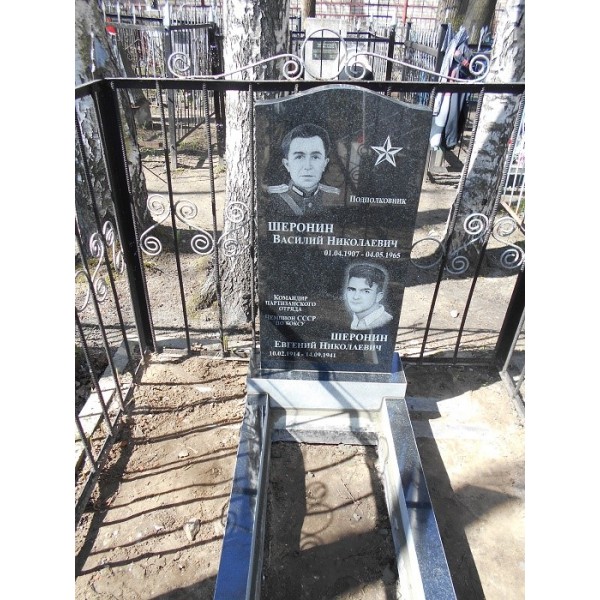 Подполковник
ШЕРОНИН
Василий Николаевич
01.04.1907 - 04.05.1965
Командир
партизанского
отряда
Чемпион СССР
по боксу
ШЕРОНИН
Евгений Николаевич
10.02.1914 - 14.09.1941